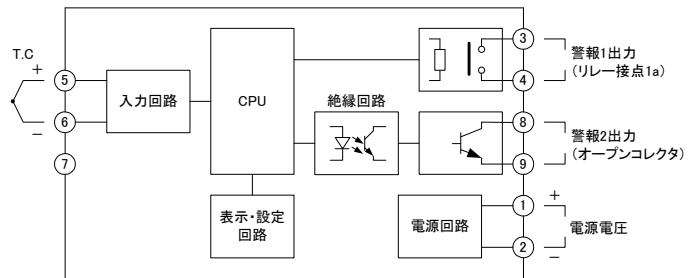 T.C
+
5
6
−
7
入力回路
CPU
絶縁回路
表示・設定
回路
電源回路
3
4
警報1出力
(リレー接点1a)
8
9
警報2出力
(オープンコレクタ)
1
2
+
電源電圧
−